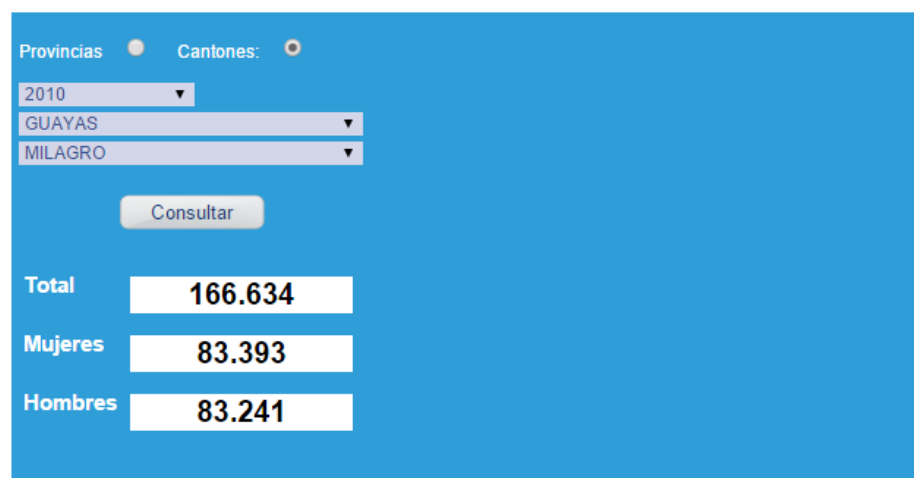 Provincias Cantones:
2010
GUAYAS
MILAGRO
Consultar
Total 166.634
Mujeres 83.393
Hombres 83.241